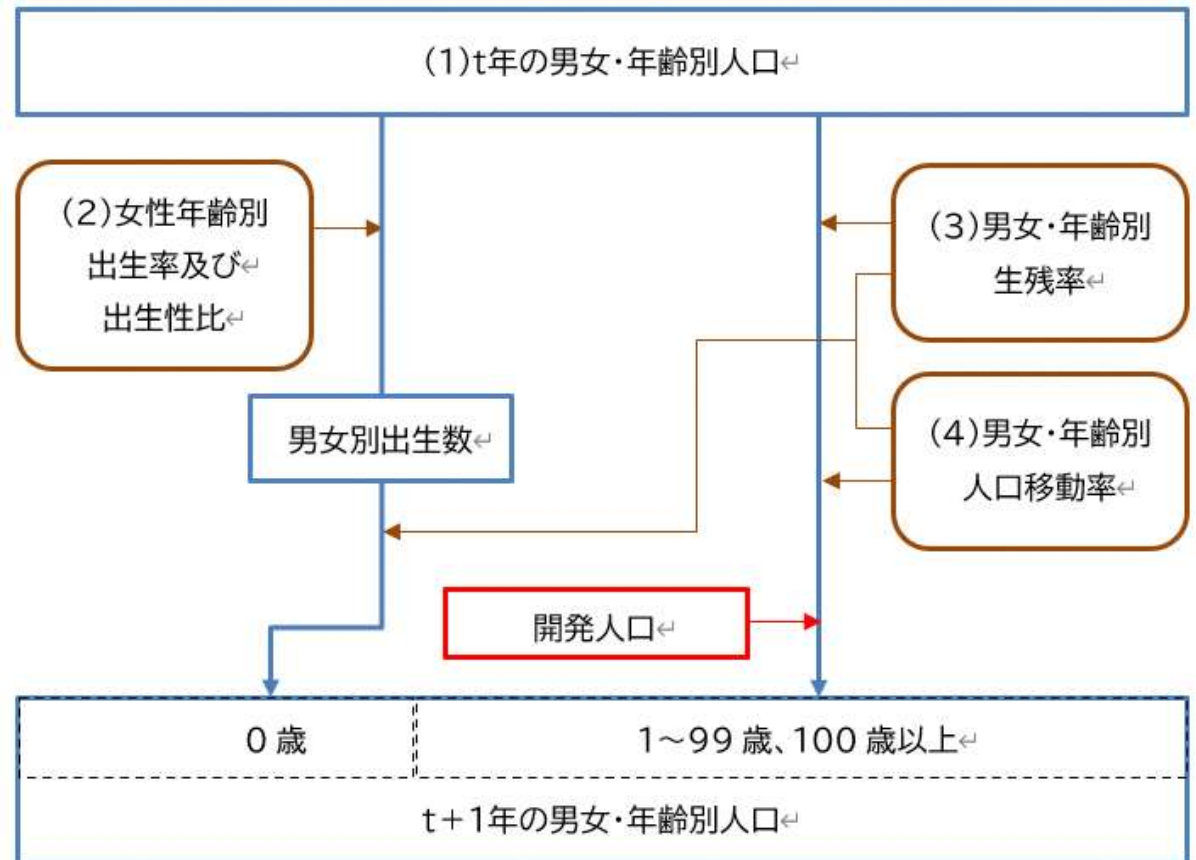 (1)t年の男女・年齢別人口↵
(2)女性年齢別
出生率及び↵
出生性比↵
(3)男女・年齢別
生残率↵
男女別出生数↵
(4)男女・年齢別
人口移動率↵
開発人口↵
0歳
1～99歳、100歳以上↵
t+1年の男女・年齢別人口↵